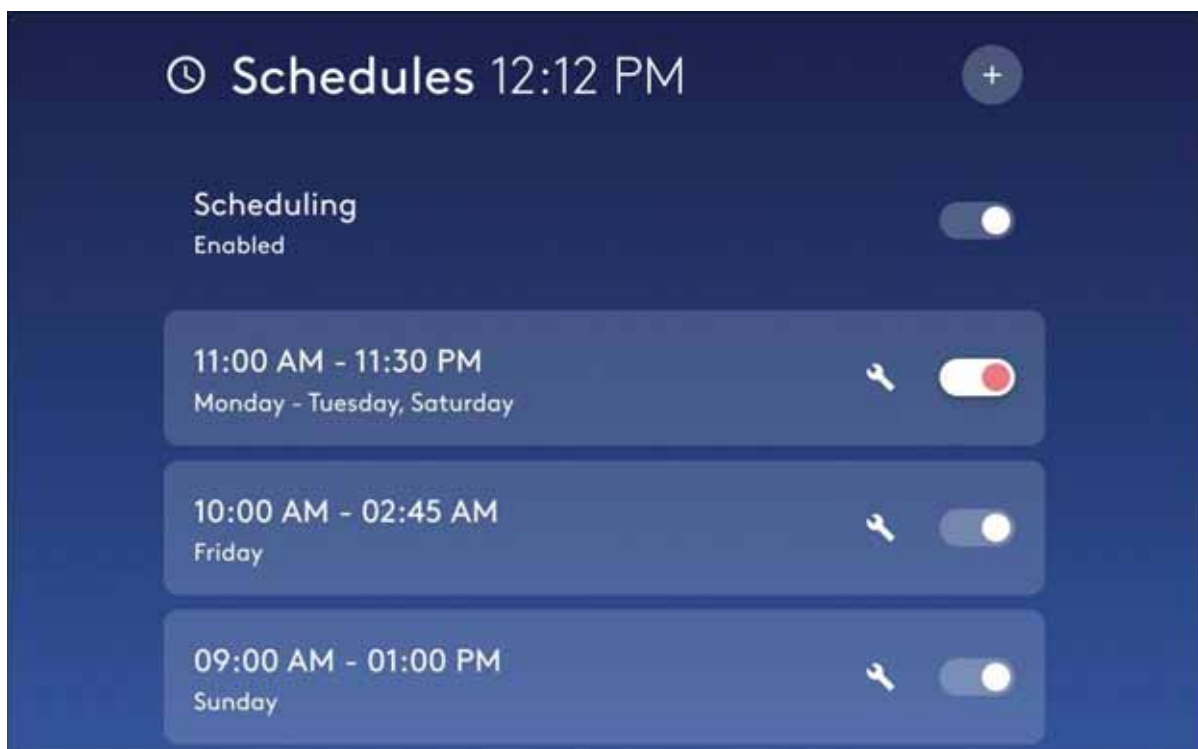 Schedules 12:12 PM
+
Scheduling
Enabled
11:00 AM - 11:30 PM
Monday - Tuesday, Saturday
10:00 AM - 02:45 AM
Friday
09:00 AM - 01:00 PM
Sunday